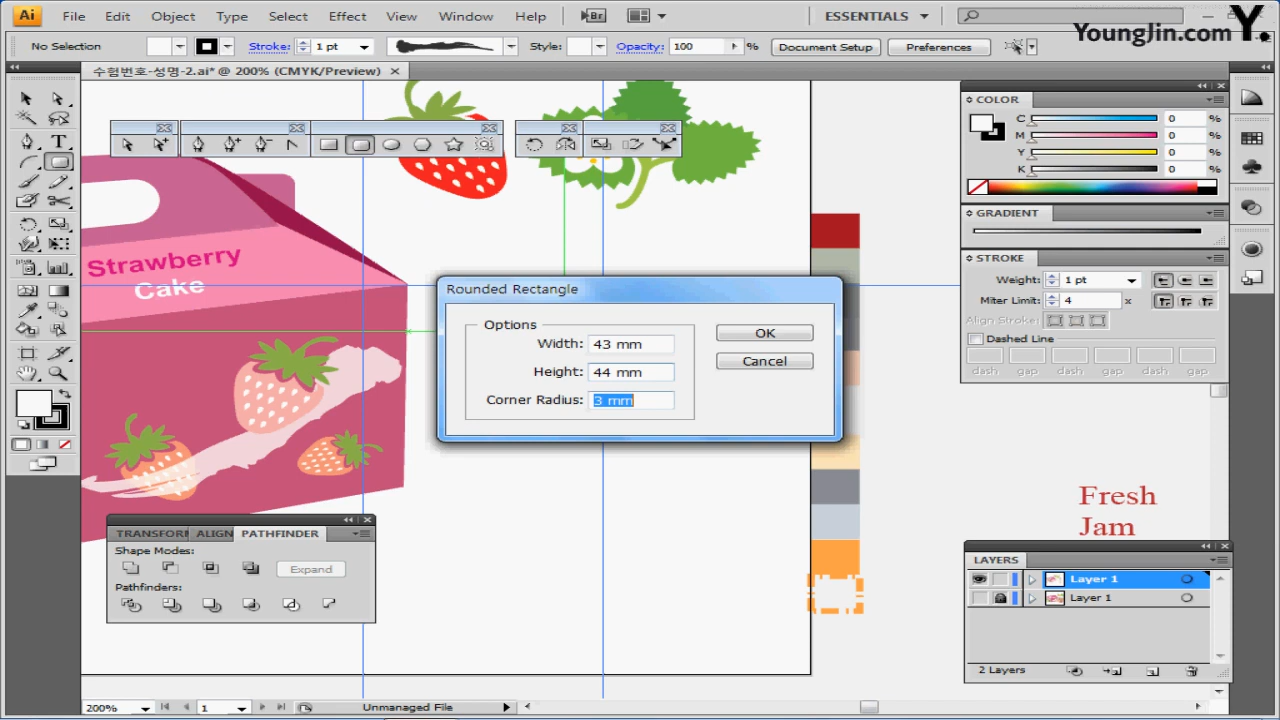 Ai File Edit Object Type Select Effect View Window Help Br ESSENTIALS
YoungJin.com Y.
No Selection Stroke: 1 pt Style: Opacity: 100 % Document Setup Preferences
수험번호-성명-2.ai* @ 200% (CMYK/Preview)
COLOR
C 0 %
M 0 %
Y 0 %
K 0 %
GRADIENT
STROKE
Weight: 1 pt
Miter Limit: 4 x
Align Stroke:
Dashed Line
dash gap dash gap dash gap
Strawberry
Cake
Rounded Rectangle
Options
Width: 43 mm
Height: 44 mm
Corner Radius: 3 mm
OK
Cancel
TRANSFORM ALIGN PATHFINDER
Shape Modes:
Expand
Pathfinders:
Fresh
Jam
LAYERS
Layer 1
Layer 1
2 Layers
200% 1 Unmanaged File